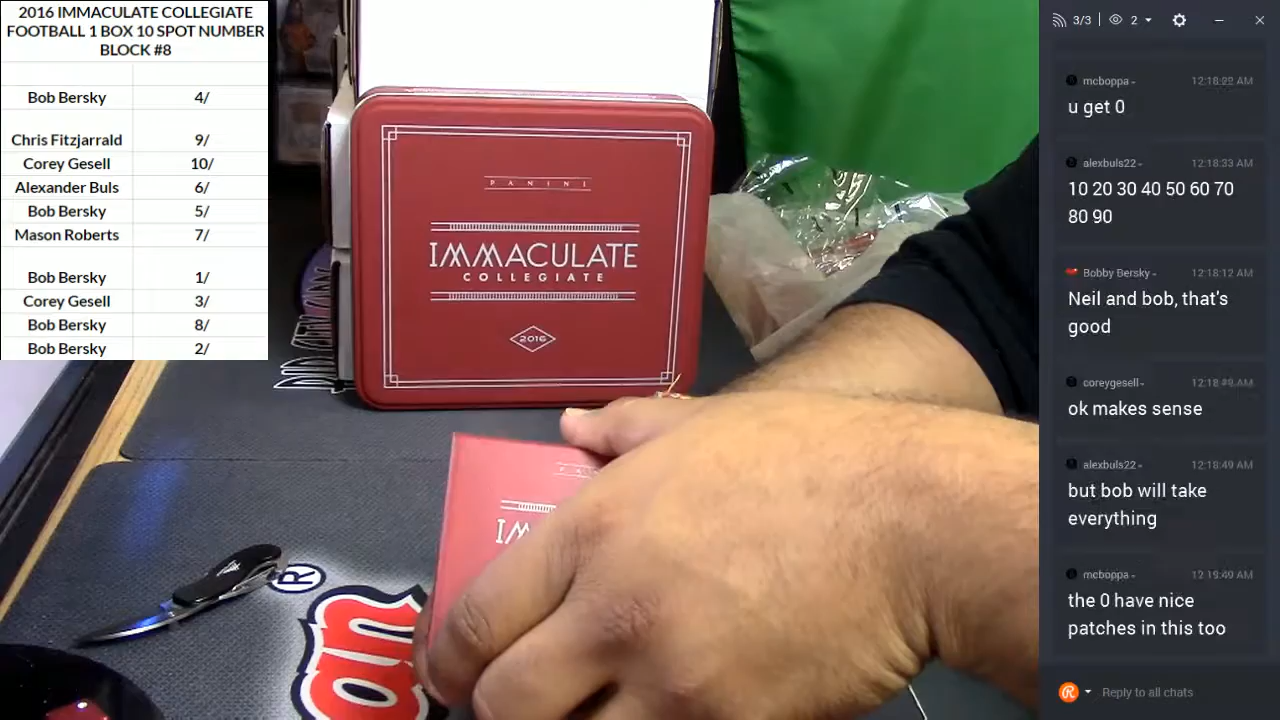 2016 IMMACULATE COLLEGIATE
FOOTBALL 1 BOX 10 SPOT NUMBER
BLOCK #8
Bob Bersky 4/
Chris Fitzjarrald 9/
Corey Gesell 10/
Alexander Buls 6/
Bob Bersky 5/
Mason Roberts 7/
Bob Bersky 1/
Corey Gesell 3/
Bob Bersky 8/
Bob Bersky 2/
PANINI
IMMACULATE
COLLEGIATE
2016
®
3/3 2
mcboppa 12:18:22 AM
u get 0
alexbuls22 12:18:33 AM
10 20 30 40 50 60 70
80 90
Bobby Bersky 12:18:12 AM
Neil and bob, that's
good
coreygesell 12:18:49 AM
ok makes sense
alexbuls22 12:18:49 AM
but bob will take
everything
mcboppa 12:19:49 AM
the 0 have nice
patches in this too
Reply to all chats